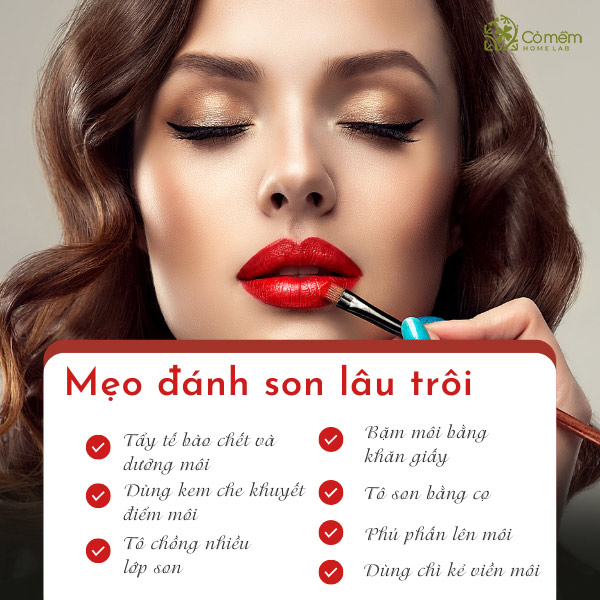 Cỏ mềm
HOME LAB
Mẹo đánh son lâu trôi
Tẩy tế bào chết và
dưỡng môi
Dùng kem che khuyết
điểm môi
Tô chồng nhiều
lớp son
Bặm môi bằng
khăn giấy
Tô son bằng cọ
Phủ phấn lên môi
Dùng chì kẻ viền môi